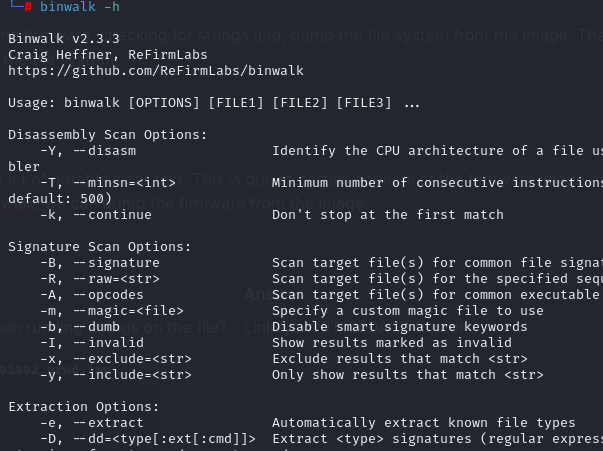 └─# binwalk -h
Binwalk v2.3.3
Craig Heffner, ReFirmLabs
https://github.com/ReFirmLabs/binwalk
Usage: binwalk [OPTIONS] [FILE1] [FILE2] [FILE3] ...
Disassembly Scan Options:
-Y, --disasm Identify the CPU architecture of a file us
bler
-T, --minsn=<int> Minimum number of consecutive instructions
default: 500)
-k, --continue Don't stop at the first match
Signature Scan Options:
-B, --signature Scan target file(s) for common file signat
-R, --raw=<str> Scan target file(s) for the specified sequ
-A, --opcodes Scan target file(s) for common executable
-m, --magic=<file> Specify a custom magic file to use
-b, --dumb Disable smart signature keywords
-I, --invalid Show results marked as invalid
-x, --exclude=<str> Exclude results that match <str>
-y, --include=<str> Only show results that match <str>
Extraction Options:
-e, --extract Automatically extract known file types
-D, --dd=<type[:ext[:cmd]]> Extract <type> signatures (regular express